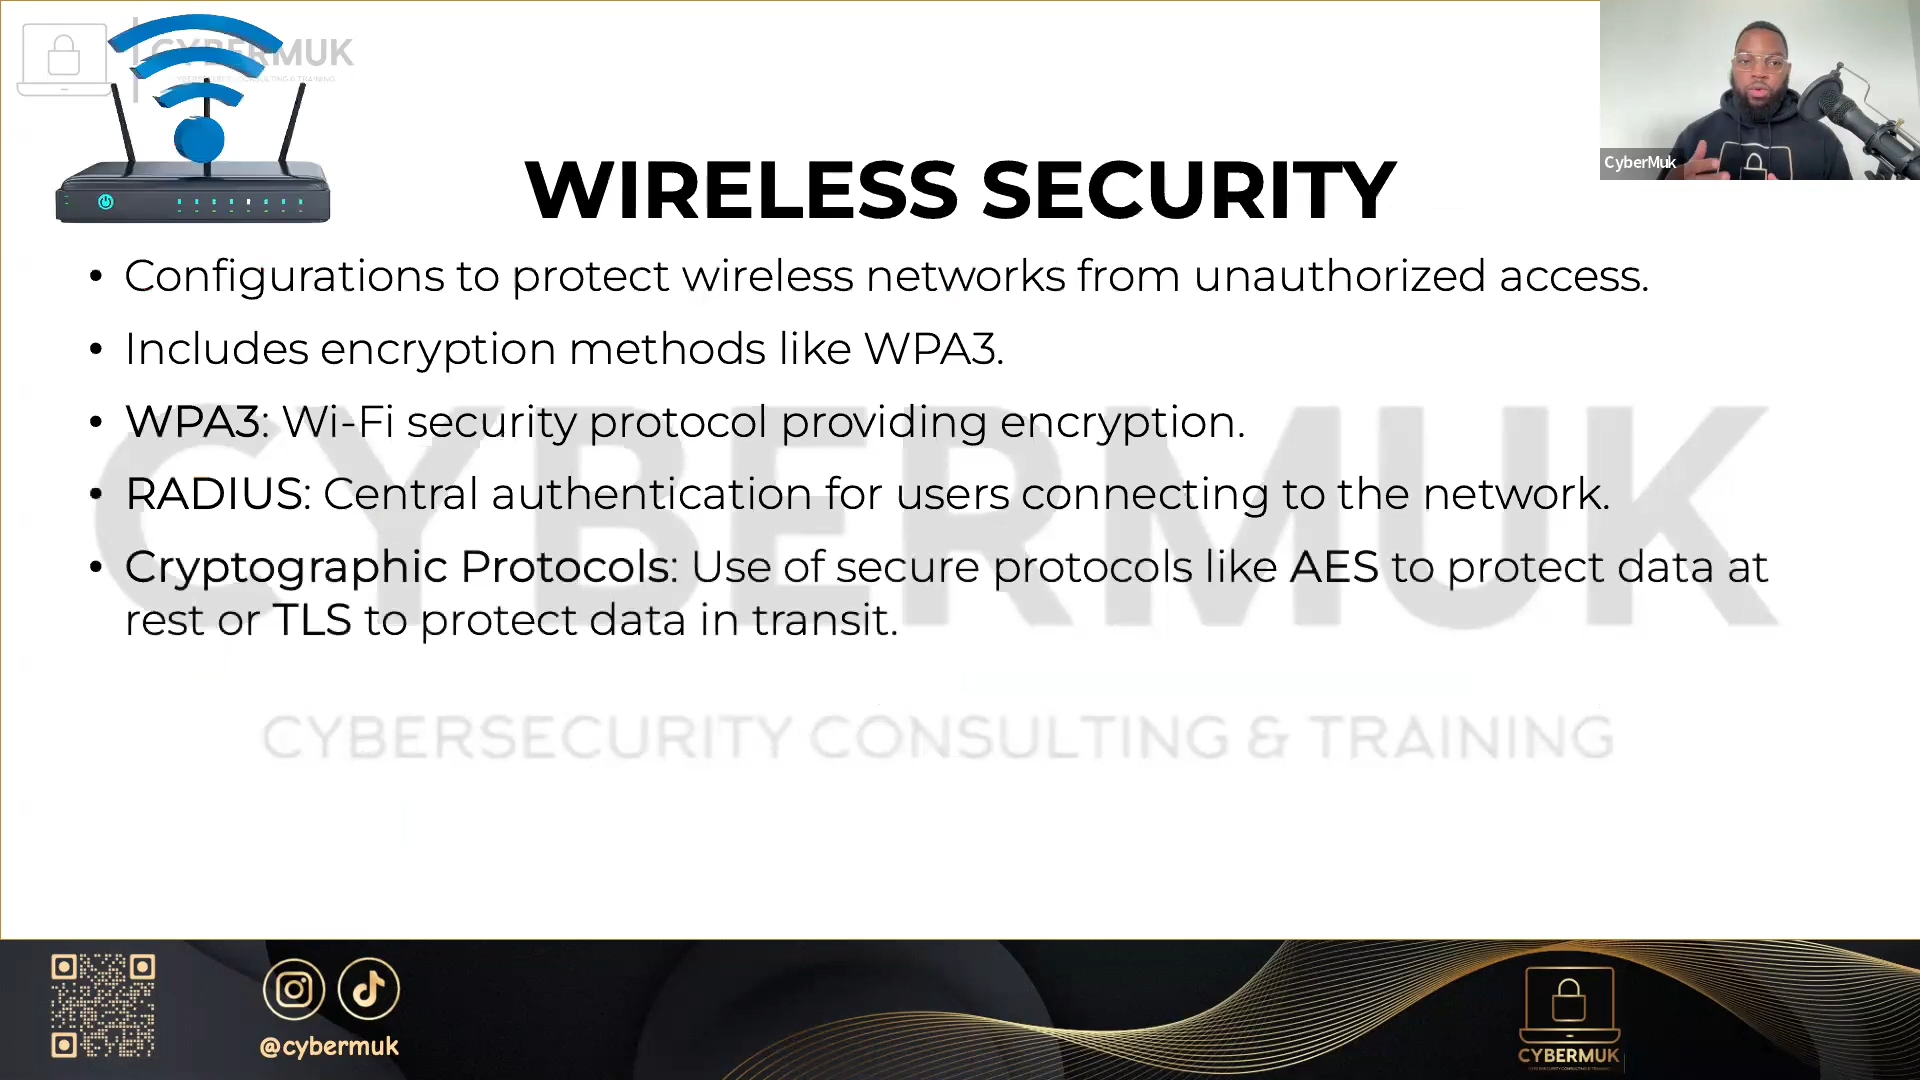 CYBERMUK
CyberMuk
WIRELESS SECURITY
• Configurations to protect wireless networks from unauthorized access.
• Includes encryption methods like WPA3.
• WPA3: Wi-Fi security protocol providing encryption.
• RADIUS: Central authentication for users connecting to the network.
• Cryptographic Protocols: Use of secure protocols like AES to protect data at
rest or TLS to protect data in transit.
CYBERMUK
CYBERSECURITY CONSULTING & TRAINING
@cybermuk
CYBERMUK